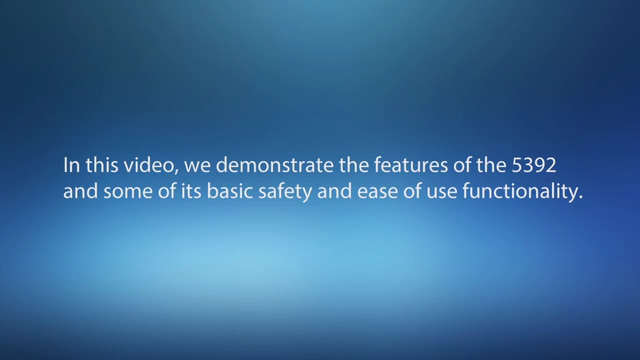 In this video, we demonstrate the features of the 5392
and some of its basic safety and ease of use functionality.